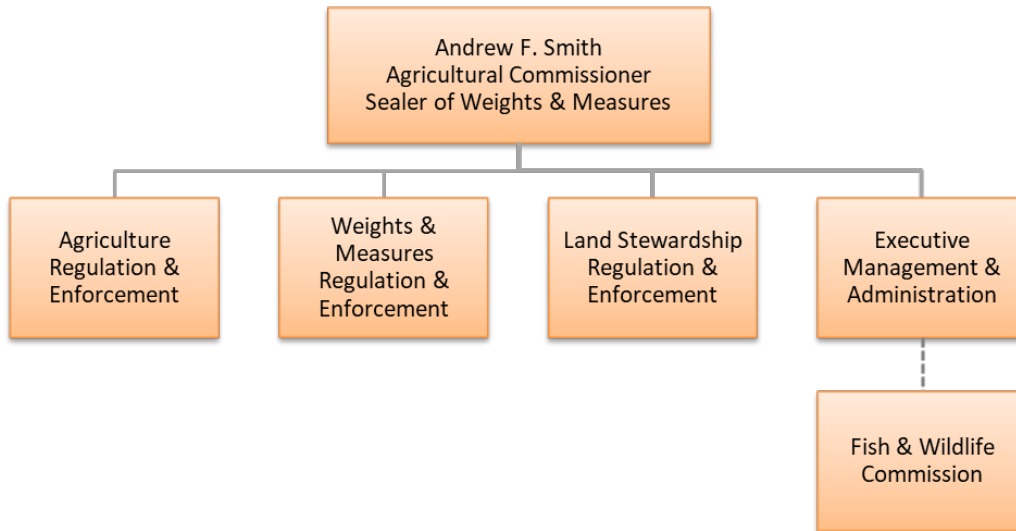 Andrew F. Smith
Agricultural Commissioner
Sealer of Weights & Measures
Agriculture
Regulation &
Enforcement
Weights &
Measures
Regulation &
Enforcement
Land Stewardship
Regulation &
Enforcement
Executive
Management &
Administration
Fish & Wildlife
Commission